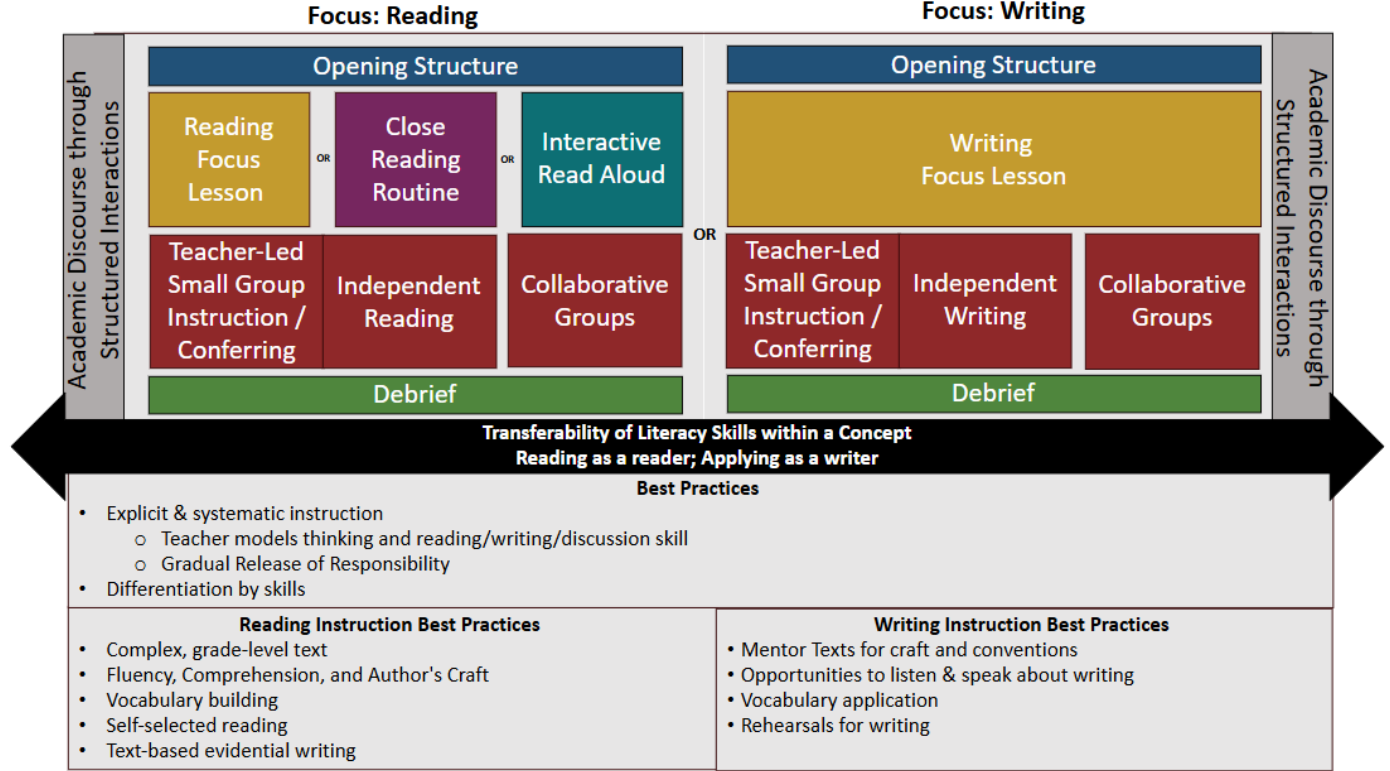 Focus: Reading
Focus: Writing
Academic Discourse through
Structured Interactions
Opening Structure
Reading
Focus
Lesson
OR
Close
Reading
Routine
OR
Interactive
Read Aloud
Teacher-Led
Small Group
Instruction /
Conferring
Independent
Reading
Collaborative
Groups
Debrief
OR
Opening Structure
Writing
Focus Lesson
Teacher-Led
Small Group
Instruction /
Conferring
Independent
Writing
Collaborative
Groups
Debrief
Academic Discourse through
Structured Interactions
Transferability of Literacy Skills within a Concept
Reading as a reader; Applying as a writer
Best Practices
• Explicit & systematic instruction
o Teacher models thinking and reading/writing/discussion skill
o Gradual Release of Responsibility
• Differentiation by skills
Reading Instruction Best Practices
• Complex, grade-level text
• Fluency, Comprehension, and Author's Craft
• Vocabulary building
• Self-selected reading
• Text-based evidential writing
Writing Instruction Best Practices
• Mentor Texts for craft and conventions
• Opportunities to listen & speak about writing
• Vocabulary application
• Rehearsals for writing